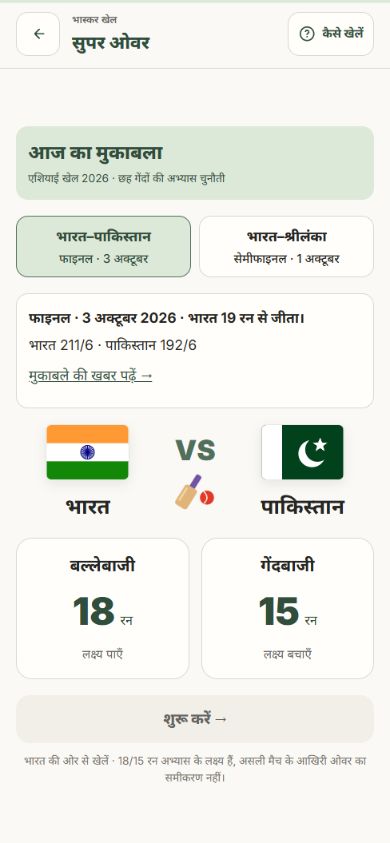 भास्कर खेल
सुपर ओवर
कैसे खेलें
आज का मुकाबला
एशियाई खेल 2026 · छह गेंदों की अभ्यास चुनौती
भारत–पाकिस्तान
फाइनल · 3 अक्टूबर
भारत–श्रीलंका
सेमीफाइनल · 1 अक्टूबर
फाइनल · 3 अक्टूबर 2026 · भारत 19 रन से जीता।
भारत 211/6 · पाकिस्तान 192/6
मुकाबले की खबर पढ़ें →
VS
भारत
पाकिस्तान
बल्लेबाजी
18 रन
लक्ष्य पाएँ
गेंदबाजी
15 रन
लक्ष्य बचाएँ
शुरू करें →
भारत की ओर से खेलें · 18/15 रन अभ्यास के लक्ष्य हैं, असली मैच के आखिरी ओवर का
समीकरण नहीं।